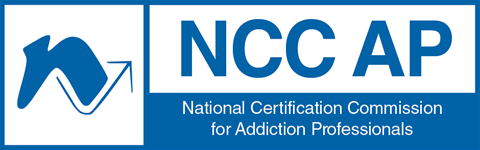 NCC AP
National Certification Commission
for Addiction Professionals